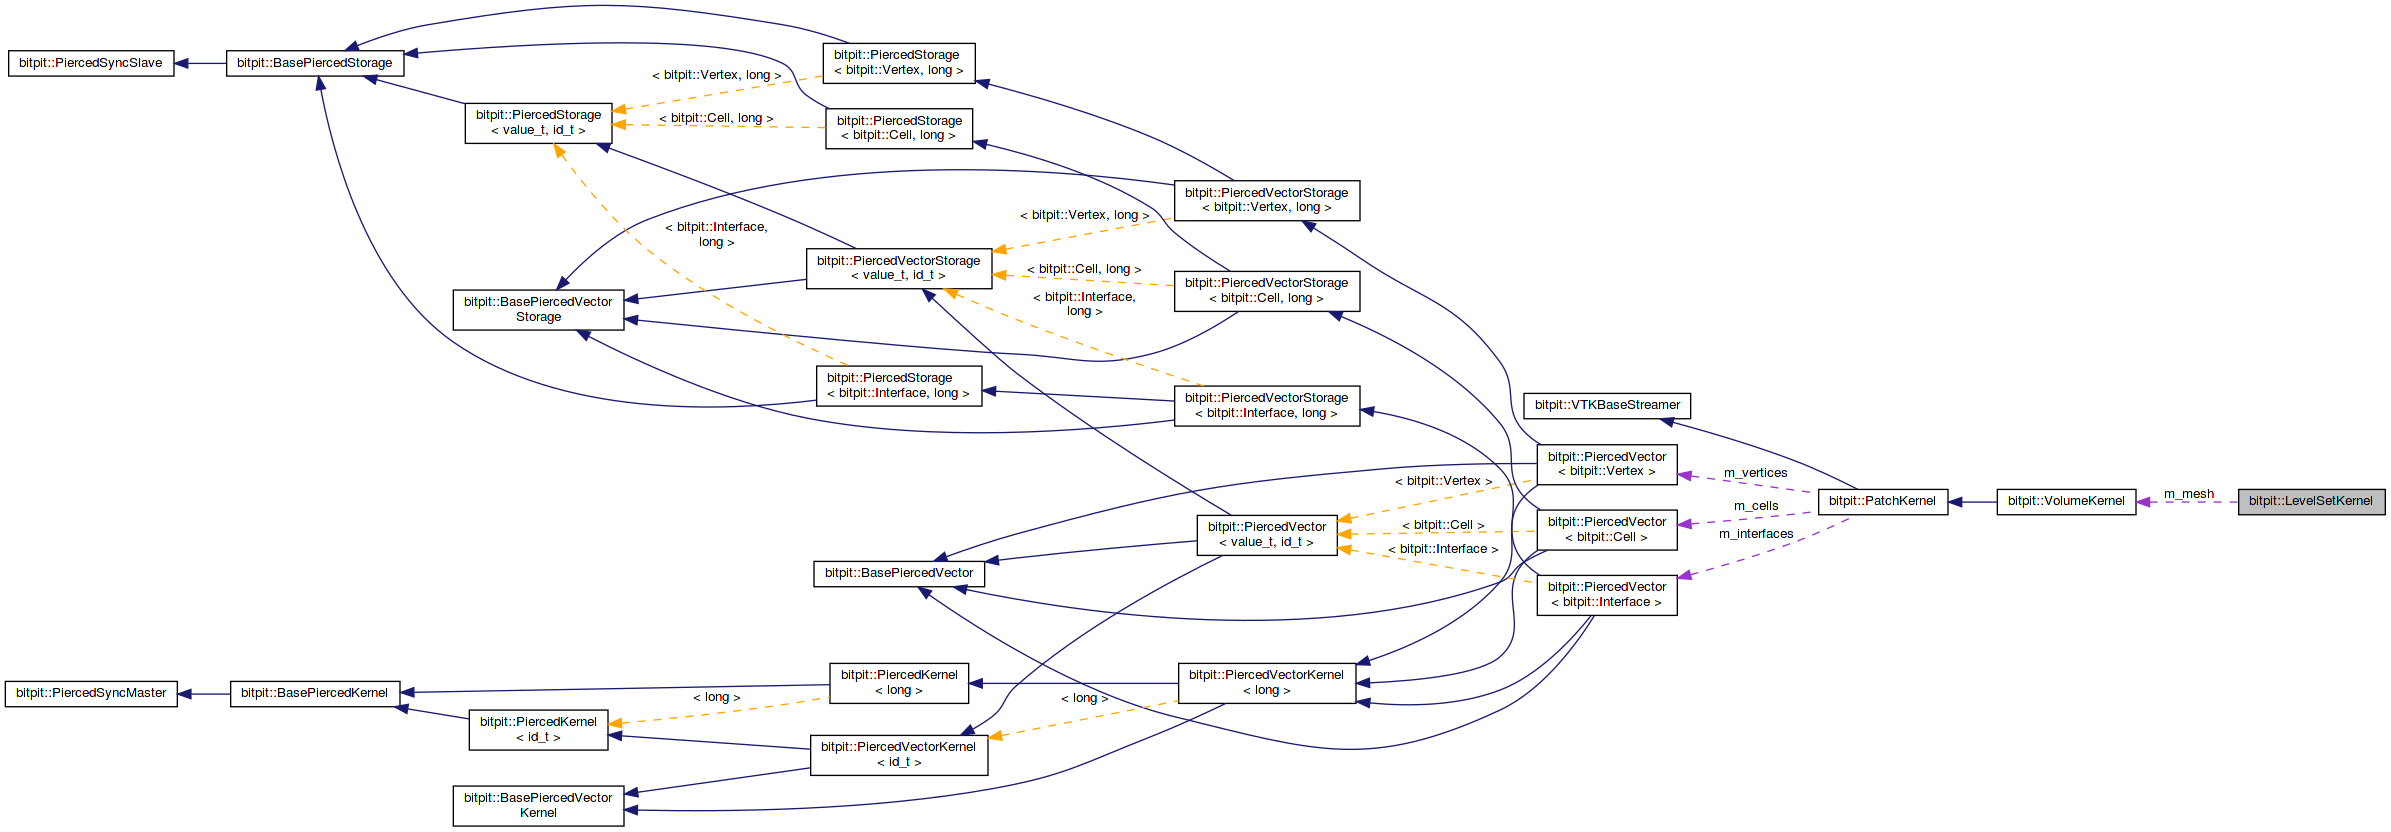 bitpit::PiercedSyncSlave
bitpit::BasePiercedStorage
bitpit::PiercedStorage
< bitpit::Vertex, long >
< bitpit::Vertex, long >
bitpit::PiercedStorage
< value_t, id_t >
< bitpit::Cell, long >
bitpit::PiercedStorage
< bitpit::Cell, long >
bitpit::PiercedVectorStorage
< bitpit::Vertex, long >
< bitpit::Vertex, long >
< bitpit::Interface,
long >
bitpit::PiercedVectorStorage
< value_t, id_t >
< bitpit::Cell, long >
bitpit::PiercedVectorStorage
< bitpit::Cell, long >
bitpit::BasePiercedVector
Storage
< bitpit::Interface,
long >
bitpit::PiercedStorage
< bitpit::Interface, long >
bitpit::PiercedVectorStorage
< bitpit::Interface, long >
bitpit::VTKBaseStreamer
bitpit::PiercedVector
< bitpit::Vertex >
m_vertices
< bitpit::Vertex >
bitpit::PatchKernel
bitpit::VolumeKernel
m_mesh
bitpit::LevelSetKernel
m_cells
bitpit::PiercedVector
< value_t, id_t >
< bitpit::Cell >
bitpit::PiercedVector
< bitpit::Cell >
m_interfaces
< bitpit::Interface >
bitpit::BasePiercedVector
bitpit::PiercedVector
< bitpit::Interface >
bitpit::PiercedSyncMaster
bitpit::BasePiercedKernel
bitpit::PiercedKernel
< long >
bitpit::PiercedVectorKernel
< long >
< long >
< long >
bitpit::PiercedKernel
< id_t >
bitpit::PiercedVectorKernel
< id_t >
bitpit::BasePiercedVector
Kernel